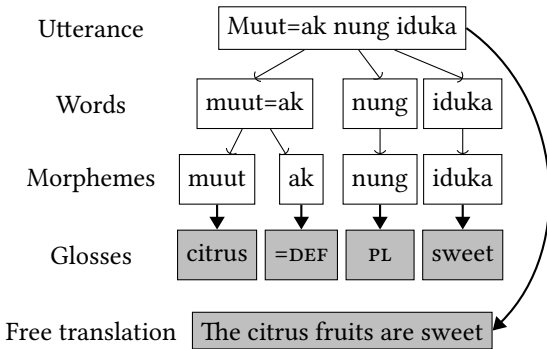 Utterance Muut=ak nung iduka
Words muut=ak nung iduka
Morphemes muut ak nung iduka
Glosses citrus =DEF PL sweet
Free translation The citrus fruits are sweet